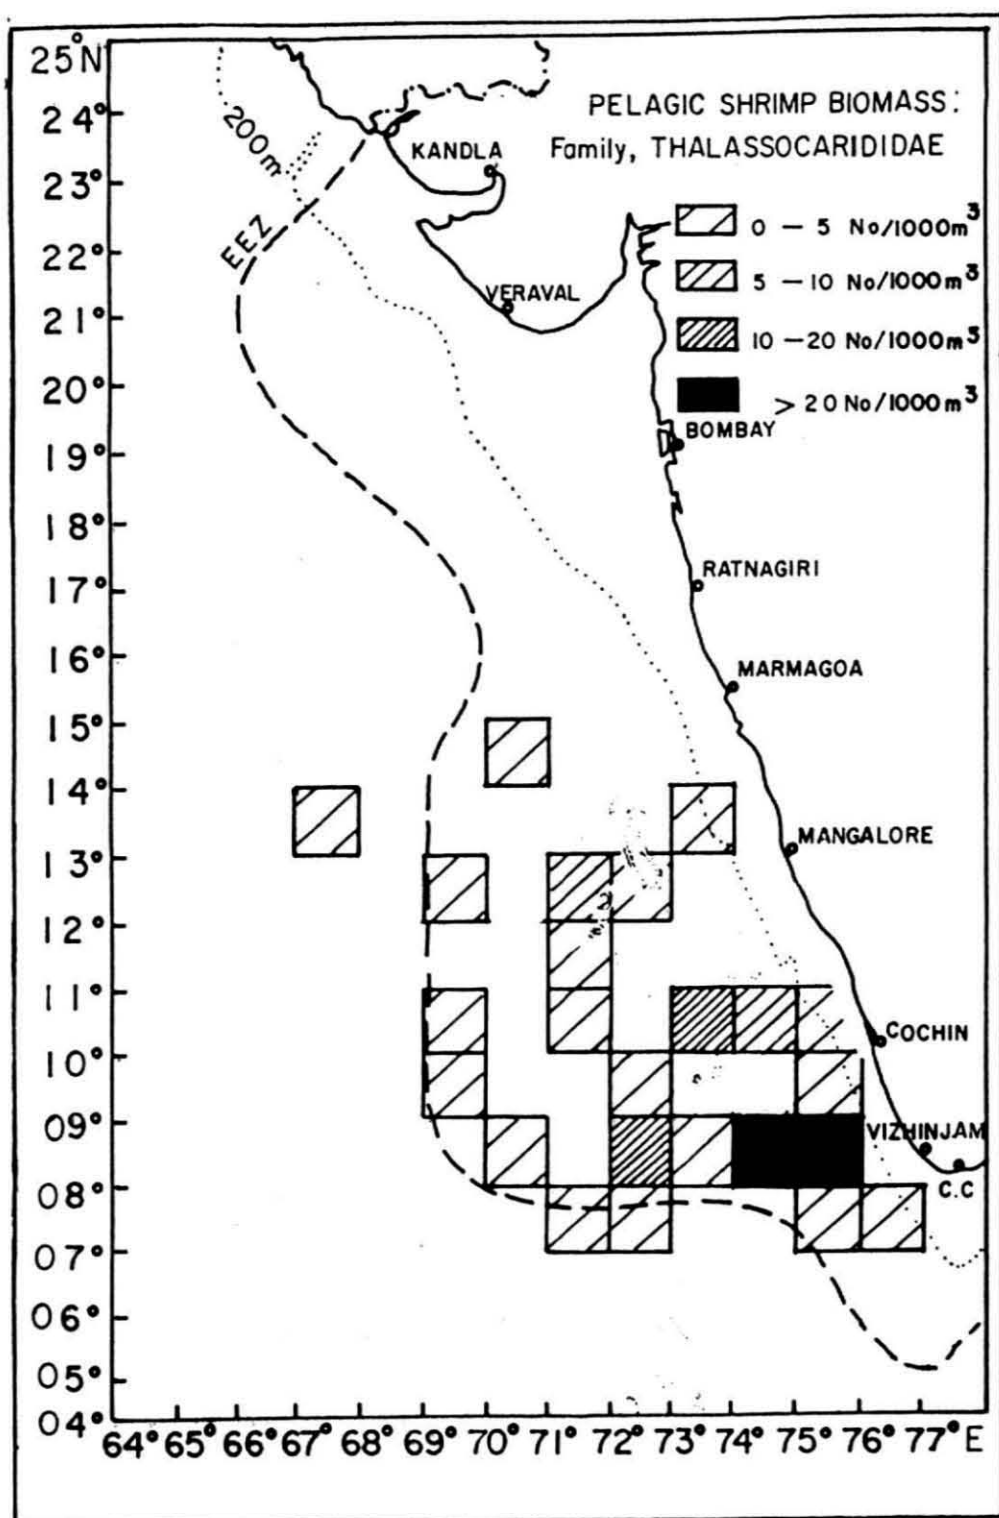 PELAGIC SHRIMP BIOMASS:
Family, THALASSOCARIDIDAE
0 – 5 No/1000m³
5 – 10 No/1000m³
10 – 20 No/1000m³
> 20 No/1000m³
25°N
24°
23°
22°
21°
20°
19°
18°
17°
16°
15°
14°
13°
12°
11°
10°
09°
08°
07°
06°
05°
04°
200m
EEZ
KANDLA
VERAVAL
BOMBAY
RATNAGIRI
MARMAGOA
MANGALORE
COCHIN
VIZHINJAM
C.C
64° 65° 66° 67° 68° 69° 70° 71° 72° 73° 74° 75° 76° 77° E